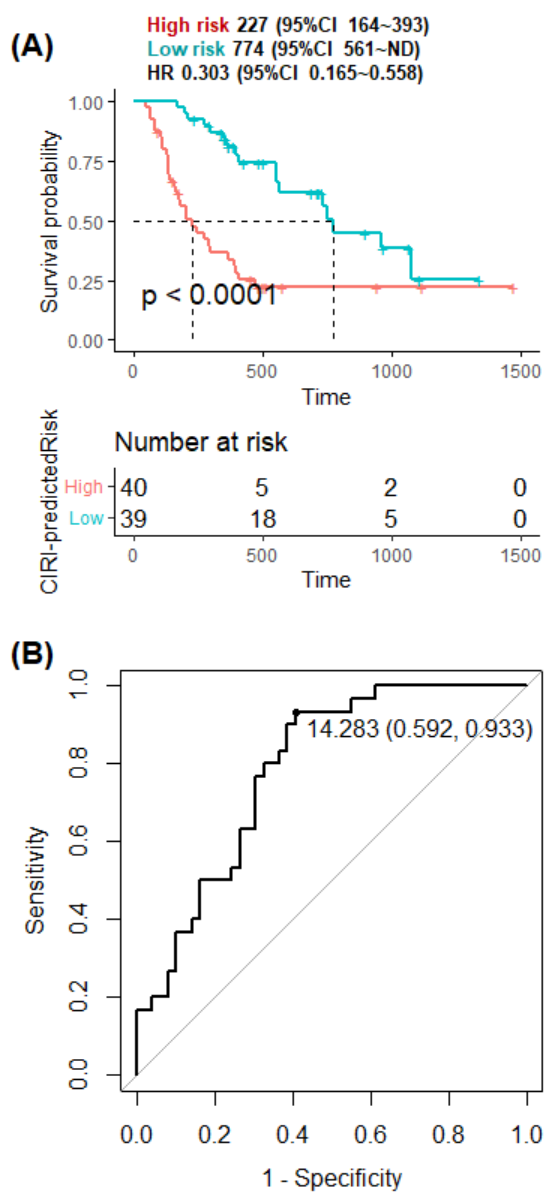 (A)
High risk 227 (95%CI 164~393)
Low risk 774 (95%CI 561~ND)
HR 0.303 (95%CI 0.165~0.558)
Survival probability
1.00
0.75
0.50
0.25
0.00
p < 0.0001
0 500 1000 1500
Time
Number at risk
CIRI-predictedRisk
High 40 5 2 0
Low 39 18 5 0
0 500 1000 1500
Time
(B)
Sensitivity
1.0
0.8
0.6
0.4
0.2
0.0
14.283 (0.592, 0.933)
0.0 0.2 0.4 0.6 0.8 1.0
1 - Specificity